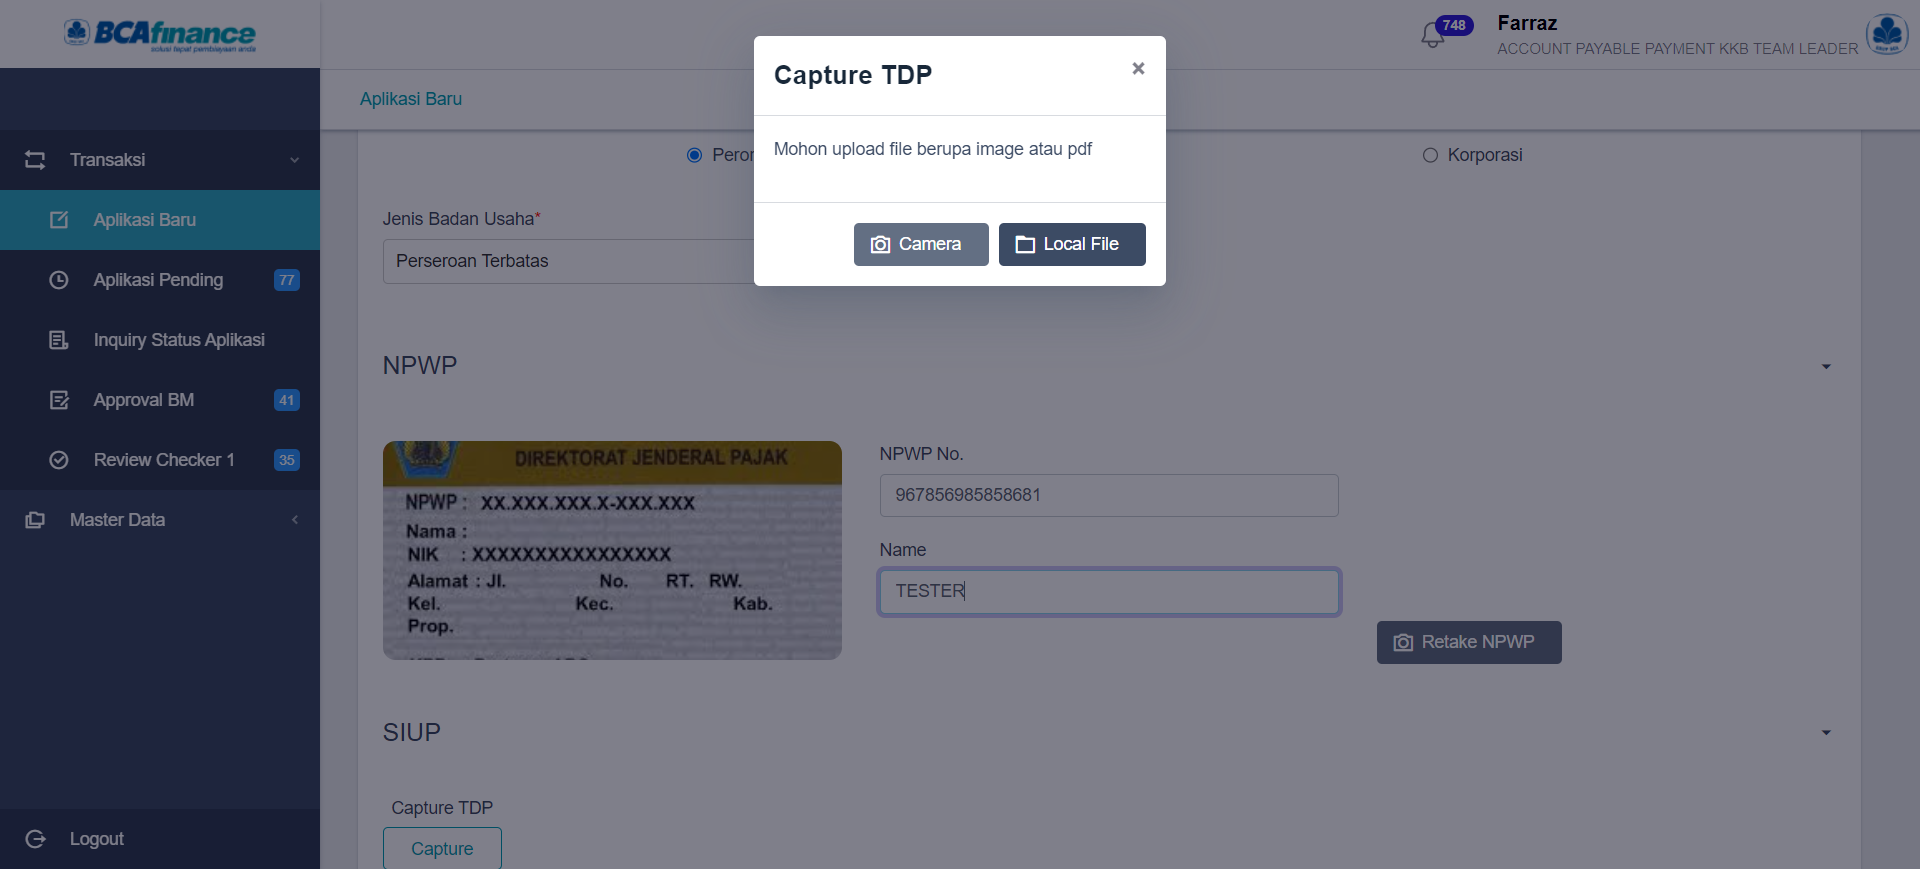 BCAfinance
solusi tepat pembiayaan anda
748
Farraz
ACCOUNT PAYABLE PAYMENT KKB TEAM LEADER
Capture TDP
×
Mohon upload file berupa image atau pdf
Camera
Local File
Aplikasi Baru
Transaksi
Aplikasi Baru
Aplikasi Pending
77
Inquiry Status Aplikasi
Approval BM
41
Review Checker 1
35
Master Data
Logout
Korporasi
Jenis Badan Usaha*
Perseroan Terbatas
NPWP
DIREKTORAT JENDERAL PAJAK
NPWP : XX.XXX.XXX.X-XXX.XXX
Nama :
NIK : XXXXXXXXXXXXXXXX
Alamat : Jl. No. RT. RW.
Kel. Kec. Kab.
Prop.
NPWP No.
967856985858681
Name
TESTER
Retake NPWP
SIUP
Capture TDP
Capture